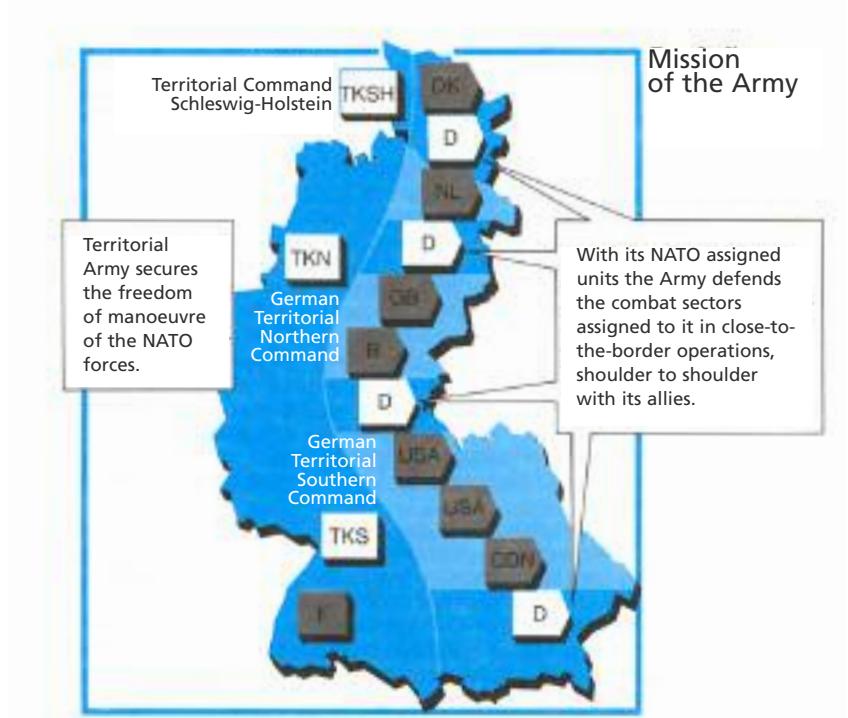 Mission
of the Army
Territorial Command
Schleswig-Holstein
TKSH
DK
D
NL
Territorial
Army secures
the freedom
of manoeuvre
of the NATO
forces.
TKN
D
With its NATO assigned
units the Army defends
the combat sectors
assigned to it in close-to-
the-border operations,
shoulder to shoulder
with its allies.
German
Territorial
Northern
Command
GB
B
D
German
Territorial
Southern
Command
USA
USA
TKS
CDN
D